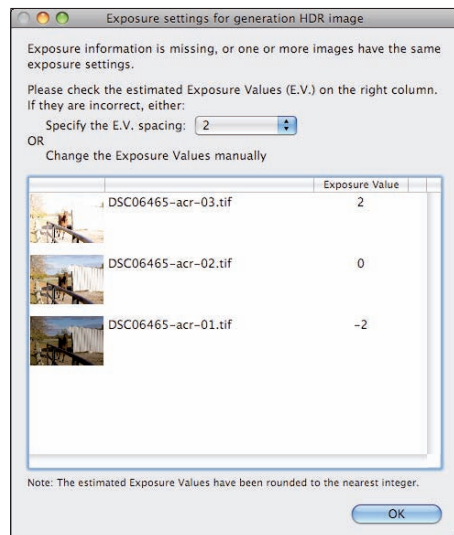 Exposure settings for generation HDR image
Exposure information is missing, or one or more images have the same
exposure settings.
Please check the estimated Exposure Values (E.V.) on the right column.
If they are incorrect, either:
Specify the E.V. spacing: 2
OR
Change the Exposure Values manually
Exposure Value
DSC06465-acr-03.tif 2
DSC06465-acr-02.tif 0
DSC06465-acr-01.tif -2
Note: The estimated Exposure Values have been rounded to the nearest integer.
OK